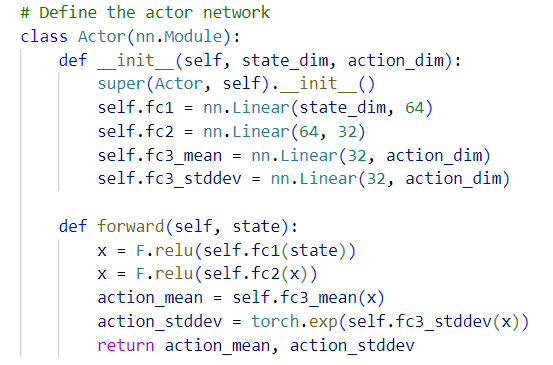 # Define the actor network
class Actor(nn.Module):
    def __init__(self, state_dim, action_dim):
        super(Actor, self).__init__()
        self.fc1 = nn.Linear(state_dim, 64)
        self.fc2 = nn.Linear(64, 32)
        self.fc3_mean = nn.Linear(32, action_dim)
        self.fc3_stddev = nn.Linear(32, action_dim)

    def forward(self, state):
        x = F.relu(self.fc1(state))
        x = F.relu(self.fc2(x))
        action_mean = self.fc3_mean(x)
        action_stddev = torch.exp(self.fc3_stddev(x))
        return action_mean, action_stddev